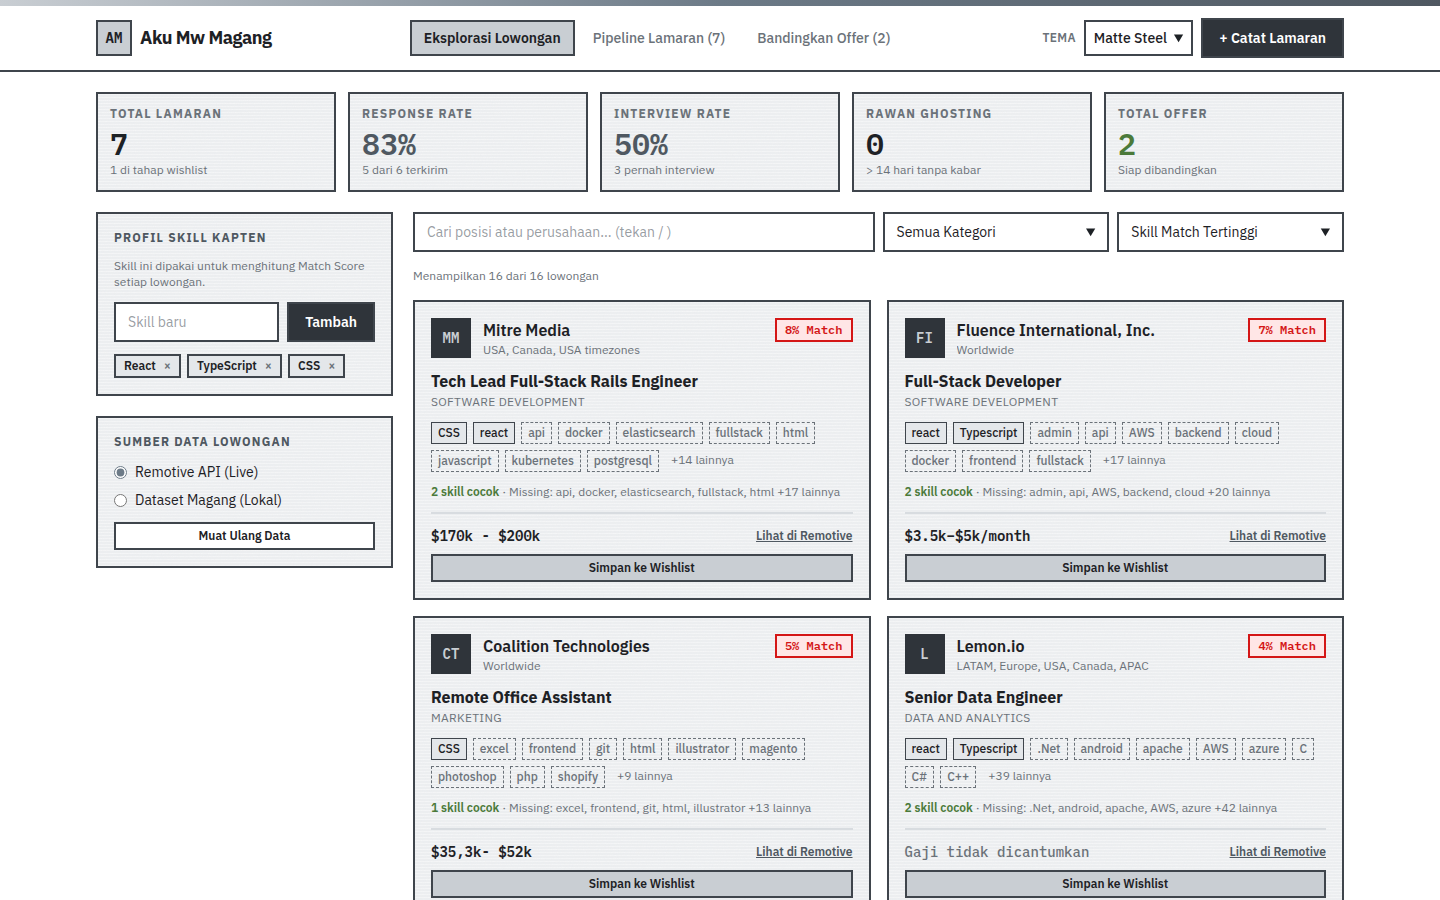 AM Aku Mw Magang
Eksplorasi Lowongan
Pipeline Lamaran (7)
Bandingkan Offer (2)
TEMA
Matte Steel ▼
+ Catat Lamaran
TOTAL LAMARAN
7
1 di tahap wishlist
RESPONSE RATE
83%
5 dari 6 terkirim
INTERVIEW RATE
50%
3 pernah interview
RAWAN GHOSTING
0
> 14 hari tanpa kabar
TOTAL OFFER
2
Siap dibandingkan
PROFIL SKILL KAPTEN
Skill ini dipakai untuk menghitung Match Score
setiap lowongan.
Skill baru
Tambah
React ×
TypeScript ×
CSS ×
SUMBER DATA LOWONGAN
Remotive API (Live)
Dataset Magang (Lokal)
Muat Ulang Data
Cari posisi atau perusahaan... (tekan / )
Semua Kategori ▼
Skill Match Tertinggi ▼
Menampilkan 16 dari 16 lowongan
MM
Mitre Media
USA, Canada, USA timezones
8% Match
Tech Lead Full-Stack Rails Engineer
SOFTWARE DEVELOPMENT
CSS react api docker elasticsearch fullstack html
javascript kubernetes postgresql +14 lainnya
2 skill cocok · Missing: api, docker, elasticsearch, fullstack, html +17 lainnya
$170k - $200k
Lihat di Remotive
Simpan ke Wishlist
FI
Fluence International, Inc.
Worldwide
7% Match
Full-Stack Developer
SOFTWARE DEVELOPMENT
react Typescript admin api AWS backend cloud
docker frontend fullstack +17 lainnya
2 skill cocok · Missing: admin, api, AWS, backend, cloud +20 lainnya
$3.5k–$5k/month
Lihat di Remotive
Simpan ke Wishlist
CT
Coalition Technologies
Worldwide
5% Match
Remote Office Assistant
MARKETING
CSS excel frontend git html illustrator magento
photoshop php shopify +9 lainnya
1 skill cocok · Missing: excel, frontend, git, html, illustrator +13 lainnya
$35,3k- $52k
Lihat di Remotive
Simpan ke Wishlist
L
Lemon.io
LATAM, Europe, USA, Canada, APAC
4% Match
Senior Data Engineer
DATA AND ANALYTICS
react Typescript .Net android apache AWS azure C
C# C++ +39 lainnya
2 skill cocok · Missing: .Net, android, apache, AWS, azure +42 lainnya
Gaji tidak dicantumkan
Lihat di Remotive
Simpan ke Wishlist